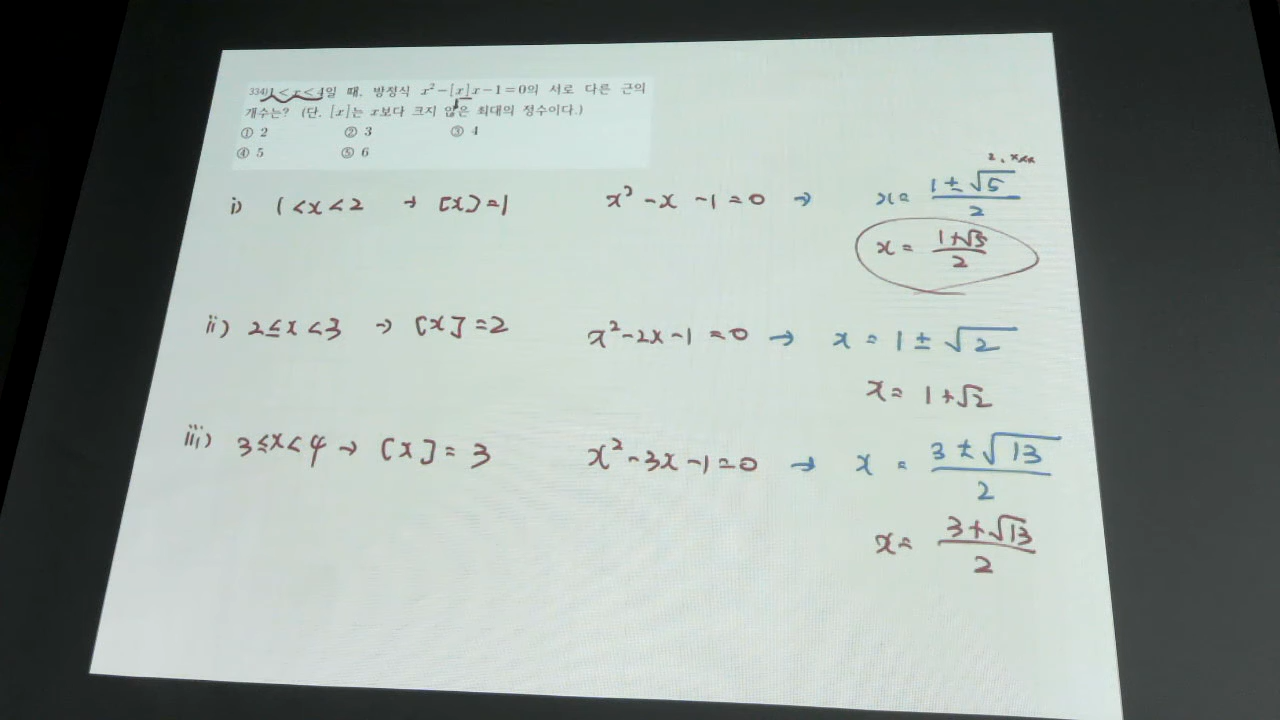 334) 1<x<4일 때, 방정식 x²-[x]x-1=0의 서로 다른 근의
개수는? (단, [x]는 x보다 크지 않은 최대의 정수이다.)
① 2 ② 3 ③ 4
④ 5 ⑤ 6
i) 1<x<2 → [x]=1 x²-x-1=0 → x= 1±√5 / 2
x = 1+√5 / 2
ii) 2≤x<3 → [x]=2 x²-2x-1=0 → x = 1±√2
x= 1+√2
iii) 3≤x<4 → [x]=3 x²-3x-1=0 → x = 3±√13 / 2
x= 3+√13 / 2